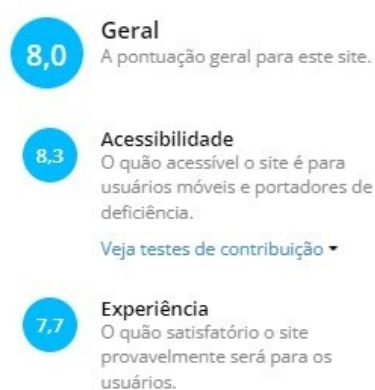 8,0
Geral
A pontuação geral para este site.
8,3
Acessibilidade
O quão acessível o site é para
usuários móveis e portadores de
deficiência.
Veja testes de contribuição
7,7
Experiência
O quão satisfatório o site
provavelmente será para os
usuários.